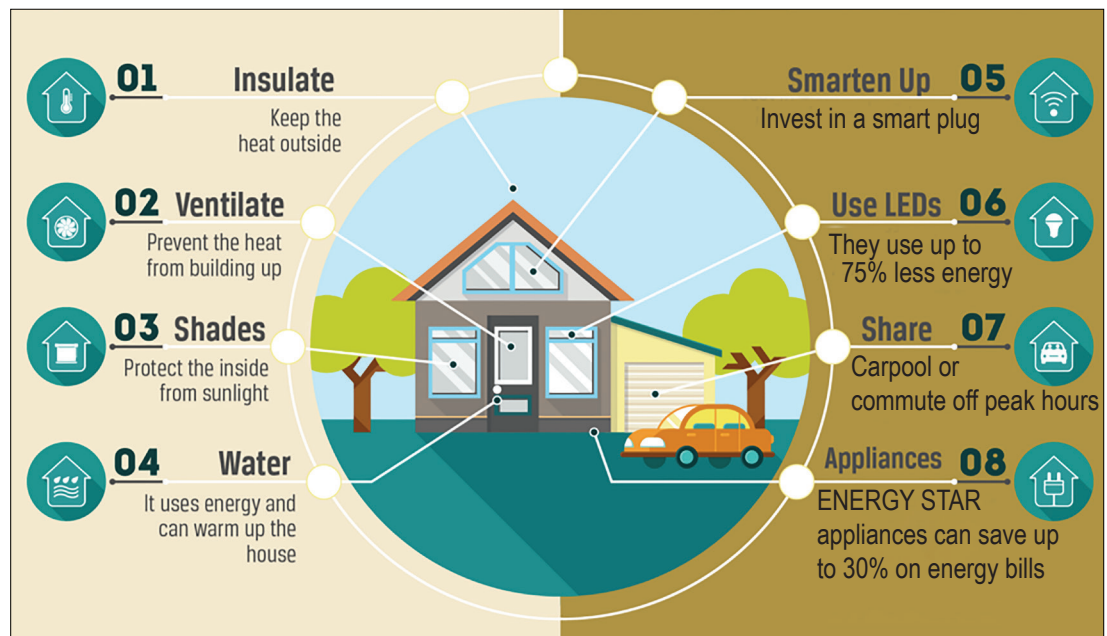 01 Insulate
Keep the
heat outside
02 Ventilate
Prevent the heat
from building up
03 Shades
Protect the inside
from sunlight
04 Water
It uses energy and
can warm up the
house
Smarten Up 05
Invest in a smart plug
Use LEDs 06
They use up to
75% less energy
Share 07
Carpool or
commute off peak hours
Appliances 08
ENERGY STAR
appliances can save up
to 30% on energy bills